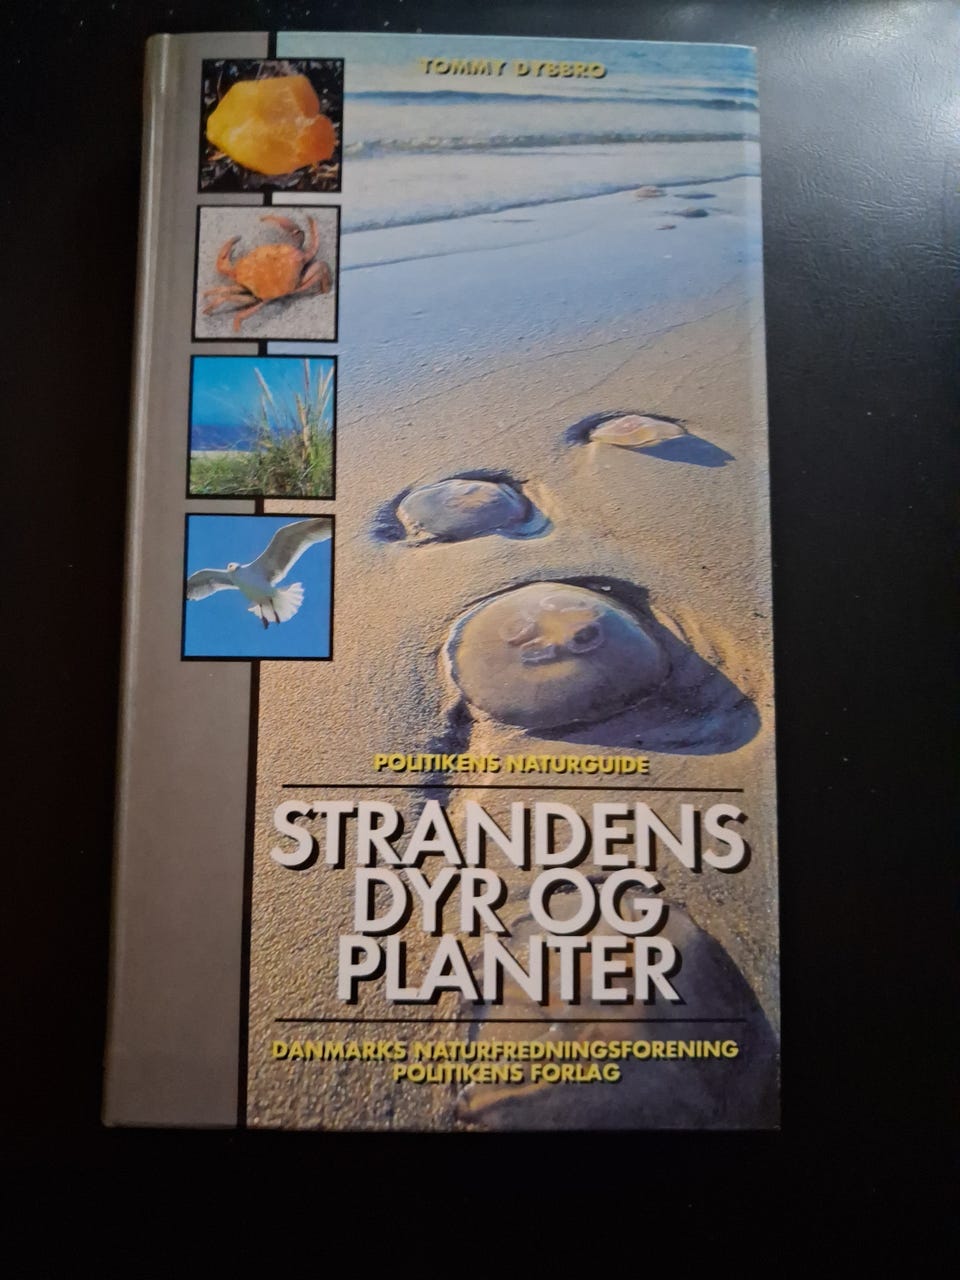 TOMMY DYBBRO
POLITIKENS NATURGUIDE
STRANDENS
DYR OG
PLANTER
DANMARKS NATURFREDNINGSFORENING
POLITIKENS FORLAG